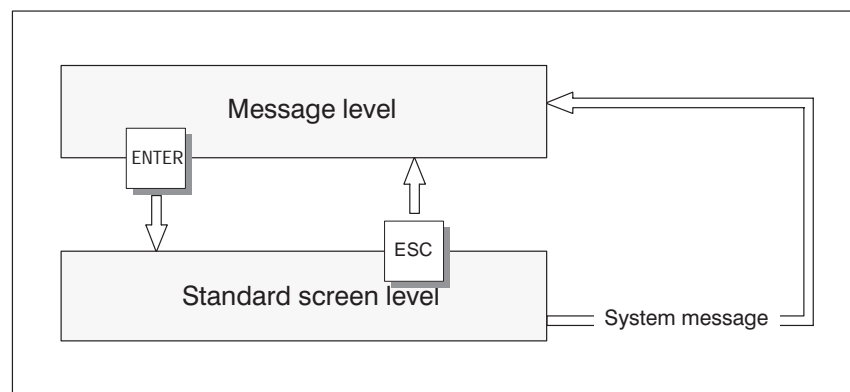 Message level
ENTER
ESC
Standard screen level
System message